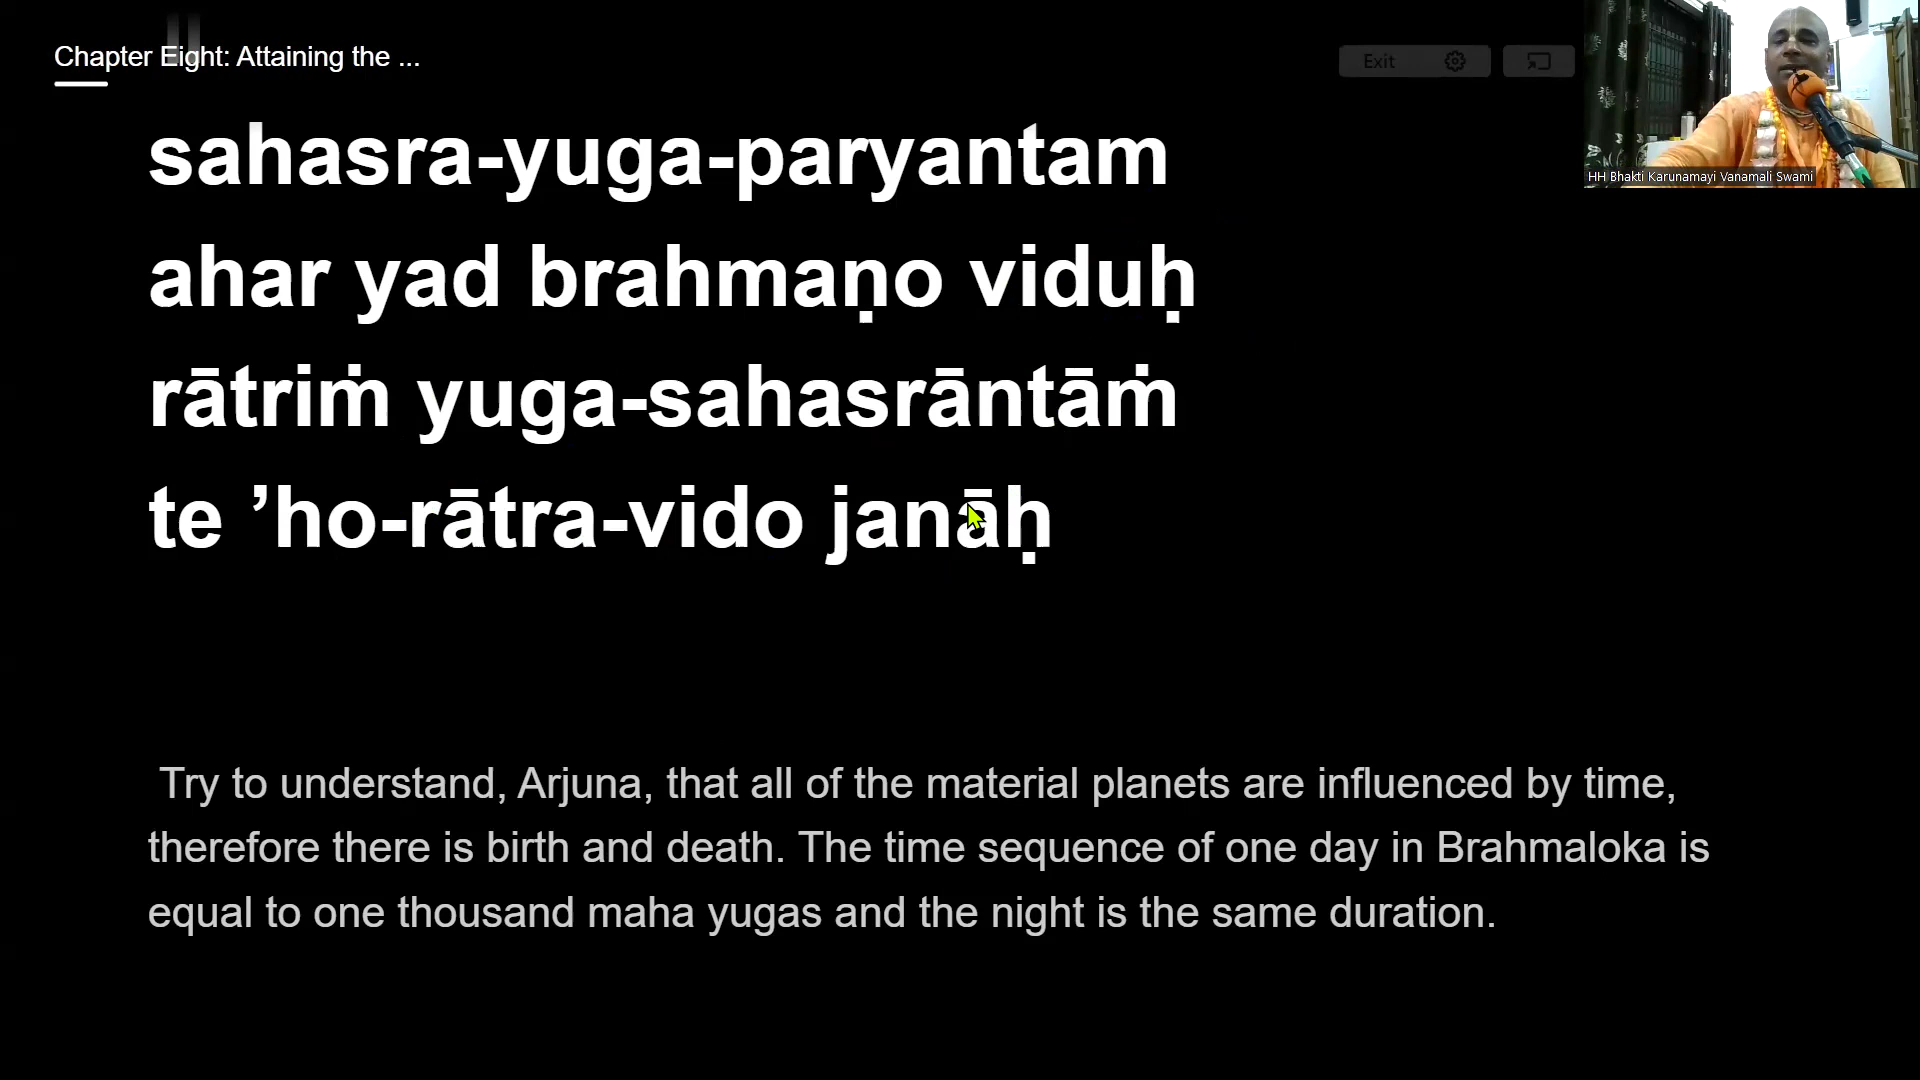 Chapter Eight: Attaining the ...
Exit
HH Bhakti Karunamayi Vanamali Swami
sahasra-yuga-paryantam
ahar yad brahmaṇo viduḥ
rātriṁ yuga-sahasrāntāṁ
te ’ho-rātra-vido janāḥ
Try to understand, Arjuna, that all of the material planets are influenced by time,
therefore there is birth and death. The time sequence of one day in Brahmaloka is
equal to one thousand maha yugas and the night is the same duration.